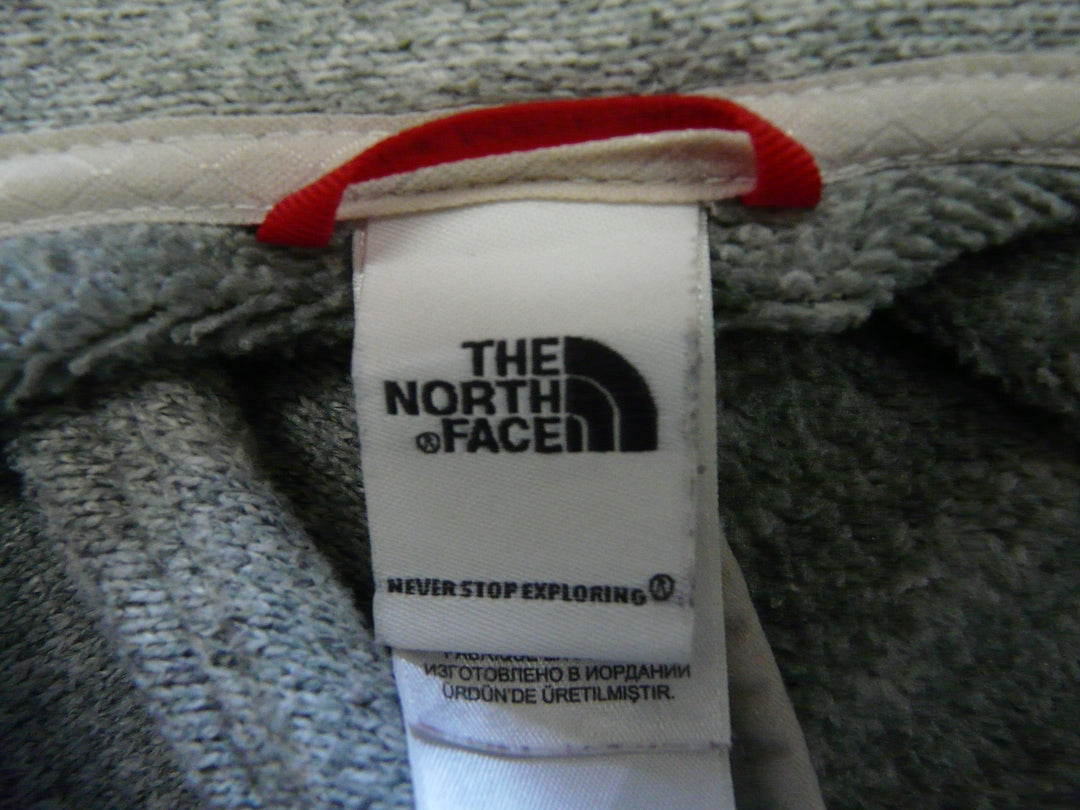 THE
NORTH
®FACE
NEVER STOP EXPLORING®
ИЗГОТОВЛЕНО В ИОРДАНИИ
ÜRDÜN'DE ÜRETILMIŞTIR.